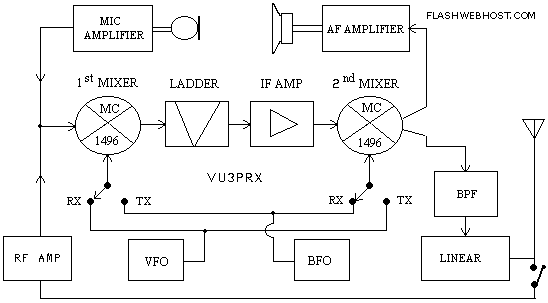 MIC
AMPLIFIER
AF AMPLIFIER
FLASHWEBHOST.COM
1st MIXER
LADDER
IF AMP
2nd MIXER
MC
1496
MC
1496
VU3PRX
RX
TX
RX
TX
BPF
RF AMP
VFO
BFO
LINEAR